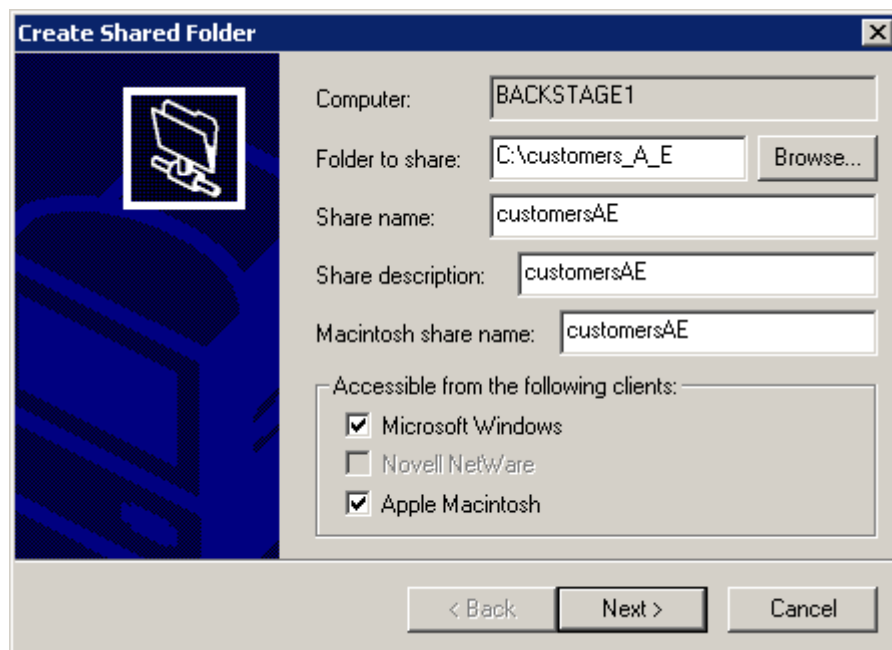 Create Shared Folder
Computer: BACKSTAGE1
Folder to share: C:\customers_A_E Browse...
Share name: customersAE
Share description: customersAE
Macintosh share name: customersAE
Accessible from the following clients:
Microsoft Windows
Novell NetWare
Apple Macintosh
< Back Next > Cancel